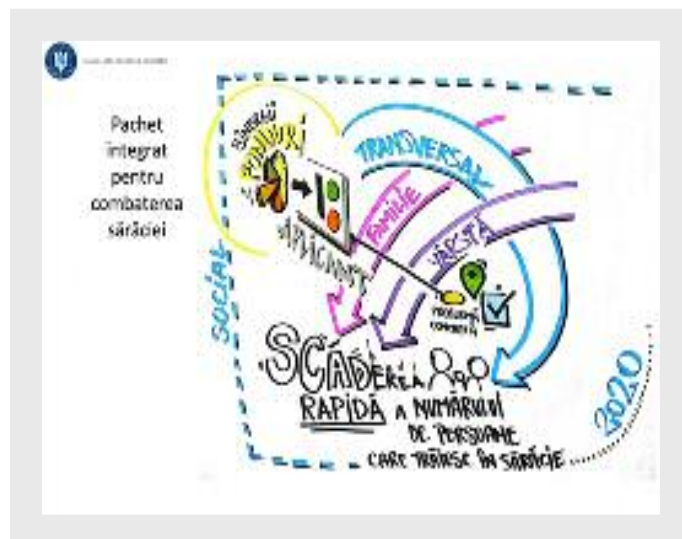 Pachet
integrat
pentru
combaterea
sărăciei
TRANSVERSAL
FAMILIE
VÂRSTĂ
SOCIAL
SCĂDEREA
RAPIDĂ A NUMĂRULUI
DE PERSOANE
CARE TRĂIESC ÎN SĂRĂCIE
2020